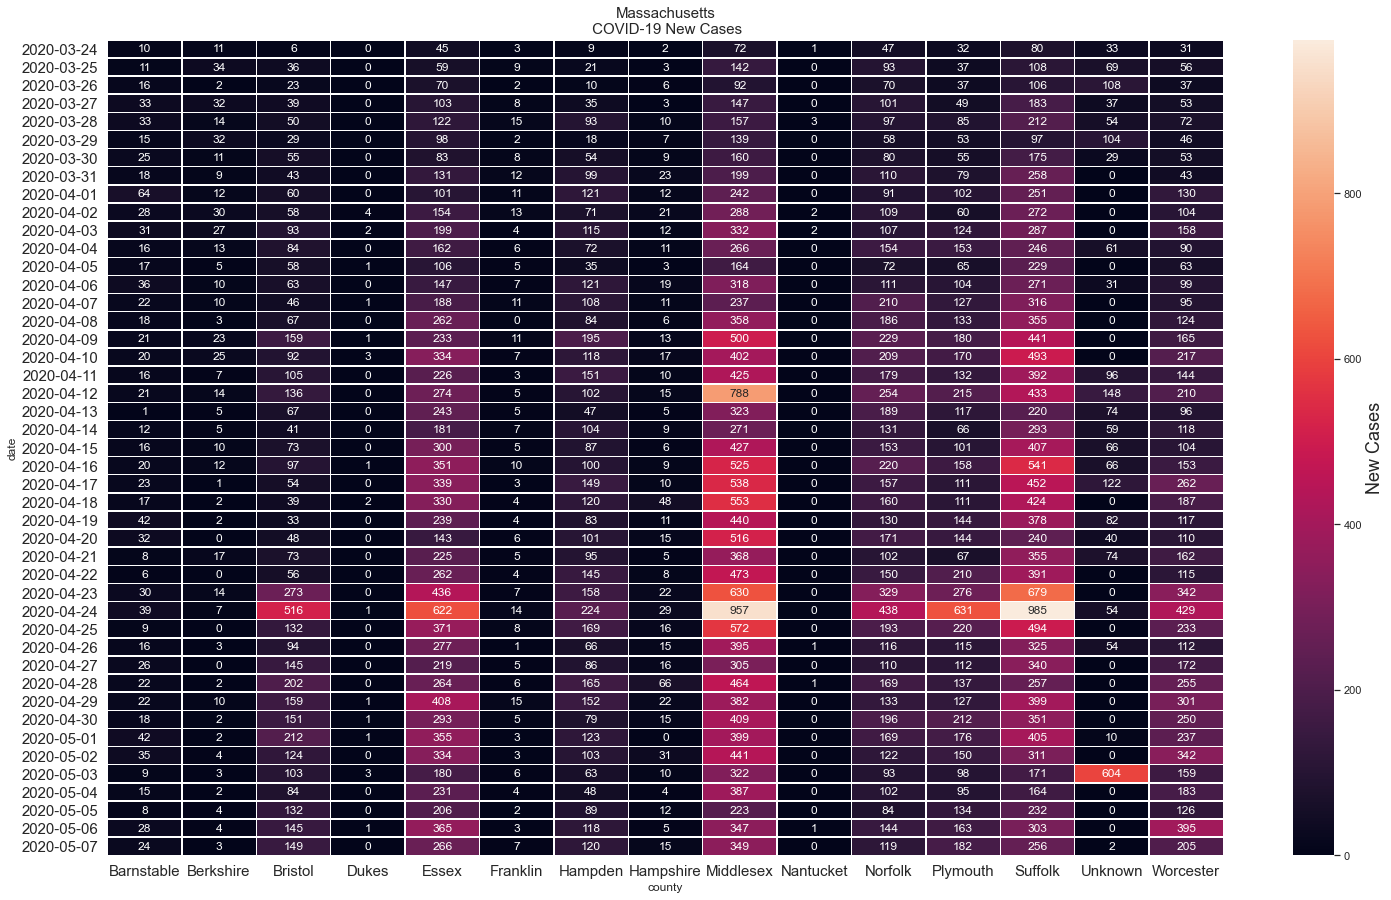 Massachusetts
COVID-19 New Cases
2020-03-24 10 11 6 0 45 3 9 2 72 1 47 32 80 33 31
2020-03-25 11 34 36 0 59 9 21 3 142 0 93 37 108 69 56
2020-03-26 16 2 23 0 70 2 10 6 92 0 70 37 106 108 37
2020-03-27 33 32 39 0 103 8 35 3 147 0 101 49 183 37 53
2020-03-28 33 14 50 0 122 15 93 10 157 3 97 85 212 54 72
2020-03-29 15 32 29 0 98 2 18 7 139 0 58 53 97 104 46
2020-03-30 25 11 55 0 83 8 54 9 160 0 80 55 175 29 53
2020-03-31 18 9 43 0 131 12 99 23 199 0 110 79 258 0 43
2020-04-01 64 12 60 0 101 11 121 12 242 0 91 102 251 0 130
2020-04-02 28 30 58 4 154 13 71 21 288 2 109 60 272 0 104
2020-04-03 31 27 93 2 199 4 115 12 332 2 107 124 287 0 158
2020-04-04 16 13 84 0 162 6 72 11 266 0 154 153 246 61 90
2020-04-05 17 5 58 1 106 5 35 3 164 0 72 65 229 0 63
2020-04-06 36 10 63 0 147 7 121 19 318 0 111 104 271 31 99
2020-04-07 22 10 46 1 188 11 108 11 237 0 210 127 316 0 95
2020-04-08 18 3 67 0 262 0 84 6 358 0 186 133 355 0 124
2020-04-09 21 23 159 1 233 11 195 13 500 0 229 180 441 0 165
2020-04-10 20 25 92 3 334 7 118 17 402 0 209 170 493 0 217
2020-04-11 16 7 105 0 226 3 151 10 425 0 179 132 392 96 144
2020-04-12 21 14 136 0 274 5 102 15 788 0 254 215 433 148 210
2020-04-13 1 5 67 0 243 5 47 5 323 0 189 117 220 74 96
2020-04-14 12 5 41 0 181 7 104 9 271 0 131 66 293 59 118
2020-04-15 16 10 73 0 300 5 87 6 427 0 153 101 407 66 104
2020-04-16 20 12 97 1 351 10 100 9 525 0 220 158 541 66 153
2020-04-17 23 1 54 0 339 3 149 10 538 0 157 111 452 122 262
2020-04-18 17 2 39 2 330 4 120 48 553 0 160 111 424 0 187
2020-04-19 42 2 33 0 239 4 83 11 440 0 130 144 378 82 117
2020-04-20 32 0 48 0 143 6 101 15 516 0 171 144 240 40 110
2020-04-21 8 17 73 0 225 5 95 5 368 0 102 67 355 74 162
2020-04-22 6 0 56 0 262 4 145 8 473 0 150 210 391 0 115
2020-04-23 30 14 273 0 436 7 158 22 630 0 329 276 679 0 342
2020-04-24 39 7 516 1 622 14 224 29 957 0 438 631 985 54 429
2020-04-25 9 0 132 0 371 8 169 16 572 0 193 220 494 0 233
2020-04-26 16 3 94 0 277 1 66 15 395 1 116 115 325 54 112
2020-04-27 26 0 145 0 219 5 86 16 305 0 110 112 340 0 172
2020-04-28 22 2 202 0 264 6 165 66 464 1 169 137 257 0 255
2020-04-29 22 10 159 1 408 15 152 22 382 0 133 127 399 0 301
2020-04-30 18 2 151 1 293 5 79 15 409 0 196 212 351 0 250
2020-05-01 42 2 212 1 355 3 123 0 399 0 169 176 405 10 237
2020-05-02 35 4 124 0 334 3 103 31 441 0 122 150 311 0 342
2020-05-03 9 3 103 3 180 6 63 10 322 0 93 98 171 604 159
2020-05-04 15 2 84 0 231 4 48 4 387 0 102 95 164 0 183
2020-05-05 8 4 132 0 206 2 89 12 223 0 84 134 232 0 126
2020-05-06 28 4 145 1 365 3 118 5 347 1 144 163 303 0 395
2020-05-07 24 3 149 0 266 7 120 15 349 0 119 182 256 2 205
Barnstable Berkshire Bristol Dukes Essex Franklin Hampden Hampshire Middlesex Nantucket Norfolk Plymouth Suffolk Unknown Worcester
county
date
800
600
400
200
0
New Cases